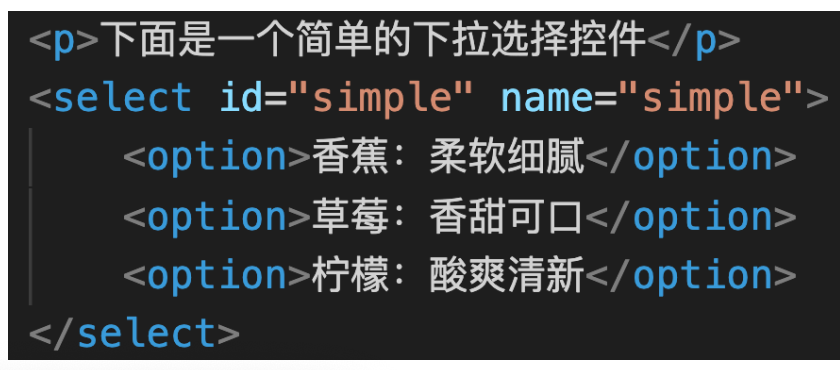 <p>下面是一个简单的下拉选择控件</p>
<select id="simple" name="simple">
    <option>香蕉：柔软细腻</option>
    <option>草莓：香甜可口</option>
    <option>柠檬：酸爽清新</option>
</select>